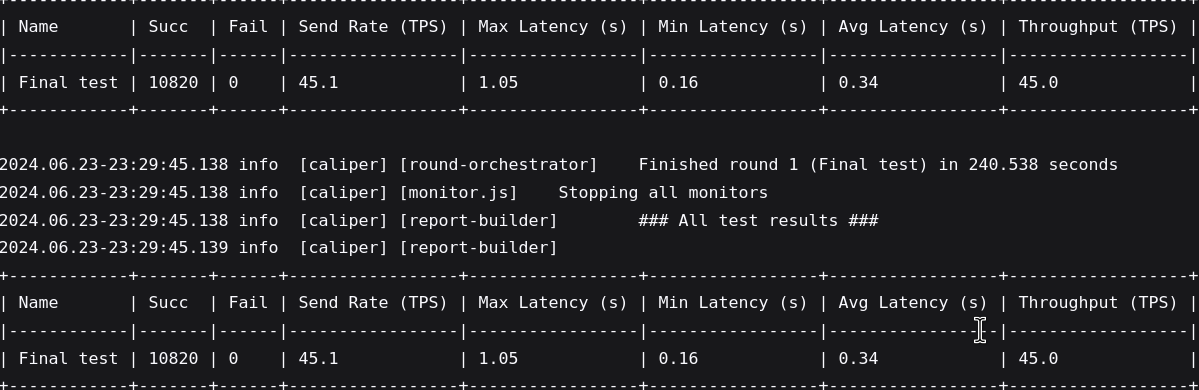 +------------+-------+------+-----------------+-----------------+-----------------+-----------------+------------------+
| Name       | Succ  | Fail | Send Rate (TPS) | Max Latency (s) | Min Latency (s) | Avg Latency (s) | Throughput (TPS) |
|------------|-------|------|-----------------|-----------------|-----------------|-----------------|------------------|
| Final test | 10820 | 0    | 45.1            | 1.05            | 0.16            | 0.34            | 45.0             |
+------------+-------+------+-----------------+-----------------+-----------------+-----------------+------------------+
2024.06.23-23:29:45.138 info  [caliper] [round-orchestrator]    Finished round 1 (Final test) in 240.538 seconds
2024.06.23-23:29:45.138 info  [caliper] [monitor.js]    Stopping all monitors
2024.06.23-23:29:45.138 info  [caliper] [report-builder]        ### All test results ###
2024.06.23-23:29:45.139 info  [caliper] [report-builder]
+------------+-------+------+-----------------+-----------------+-----------------+-----------------+------------------+
| Name       | Succ  | Fail | Send Rate (TPS) | Max Latency (s) | Min Latency (s) | Avg Latency (s) | Throughput (TPS) |
|------------|-------|------|-----------------|-----------------|-----------------|-----------------|------------------|
| Final test | 10820 | 0    | 45.1            | 1.05            | 0.16            | 0.34            | 45.0             |
+------------+-------+------+-----------------+-----------------+-----------------+-----------------+------------------+